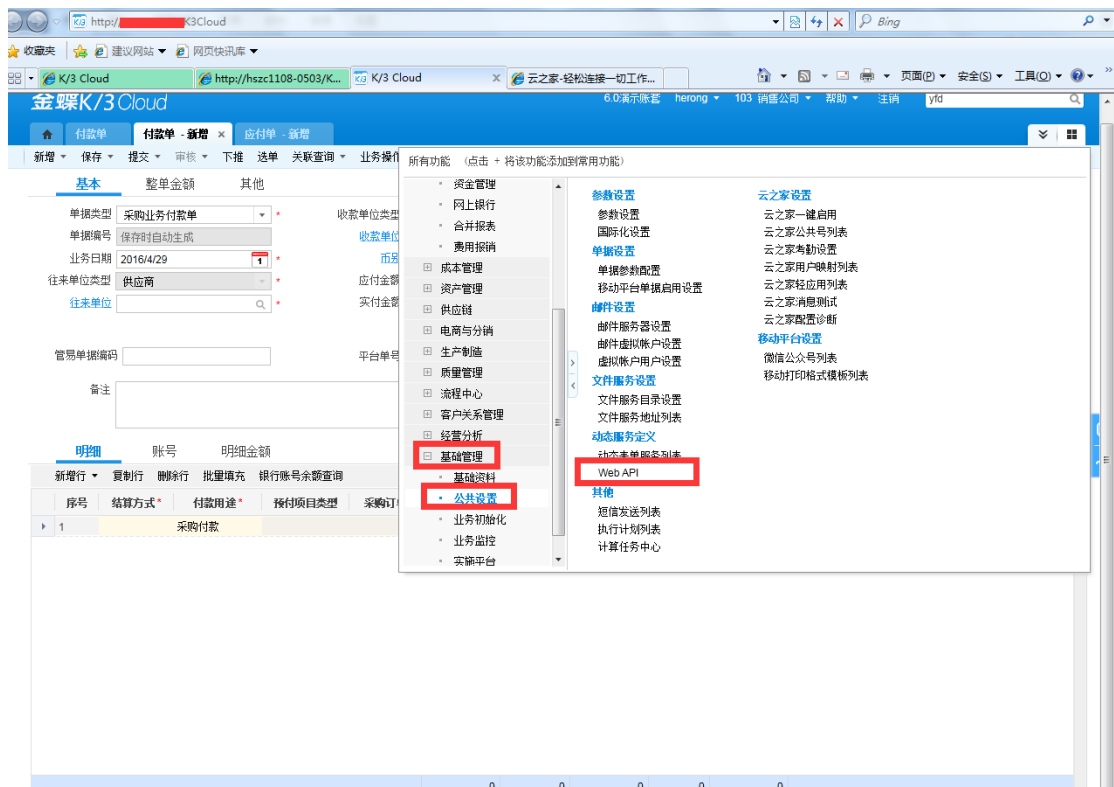 http:/ K3Cloud
Bing
收藏夹 建议网站 网页快讯库
K/3 Cloud http://hszc1108-0503/K... K/3 Cloud 云之家-轻松连接一切工作... 页面(P) 安全(S) 工具(O)
金蝶K/3 Cloud 6.0演示账套 herong 103 销售公司 帮助 注销 yfd
付款单 付款单 - 新增 应付单 - 新增
新增 保存 提交 审核 下推 选单 关联查询 业务操作
所有功能 (点击 + 将该功能添加到常用功能)
基本 整单金额 其他
单据类型 采购业务付款单 * 收款单位类型
单据编号 保存时自动生成 收款单位
业务日期 2016/4/29 1 * 币别
往来单位类型 供应商 * 应付金额
往来单位 * 实付金额
管易单据编码 平台单号
备注
明细 账号 明细金额
新增行 复制行 删除行 批量填充 银行账号余额查询
序号 结算方式* 付款用途* 预付项目类型 采购订
1 采购付款
资金管理
网上银行
合并报表
费用报销
成本管理
资产管理
供应链
电商与分销
生产制造
质量管理
流程中心
客户关系管理
经营分析
基础管理
基础资料
公共设置
业务初始化
业务监控
实施平台
参数设置
参数设置
国际化设置
单据设置
单据参数配置
移动平台单据启用设置
邮件设置
邮件服务器设置
邮件虚拟帐户设置
虚拟帐户用户设置
文件服务设置
文件服务目录设置
文件服务地址列表
动态服务定义
动态表单服务列表
Web API
其他
短信发送列表
执行计划列表
计算任务中心
云之家设置
云之家一键启用
云之家公共号列表
云之家考勤设置
云之家用户映射列表
云之家轻应用列表
云之家消息测试
云之家配置诊断
移动平台设置
微信公众号列表
移动打印格式模板列表
0 0 0 0 0